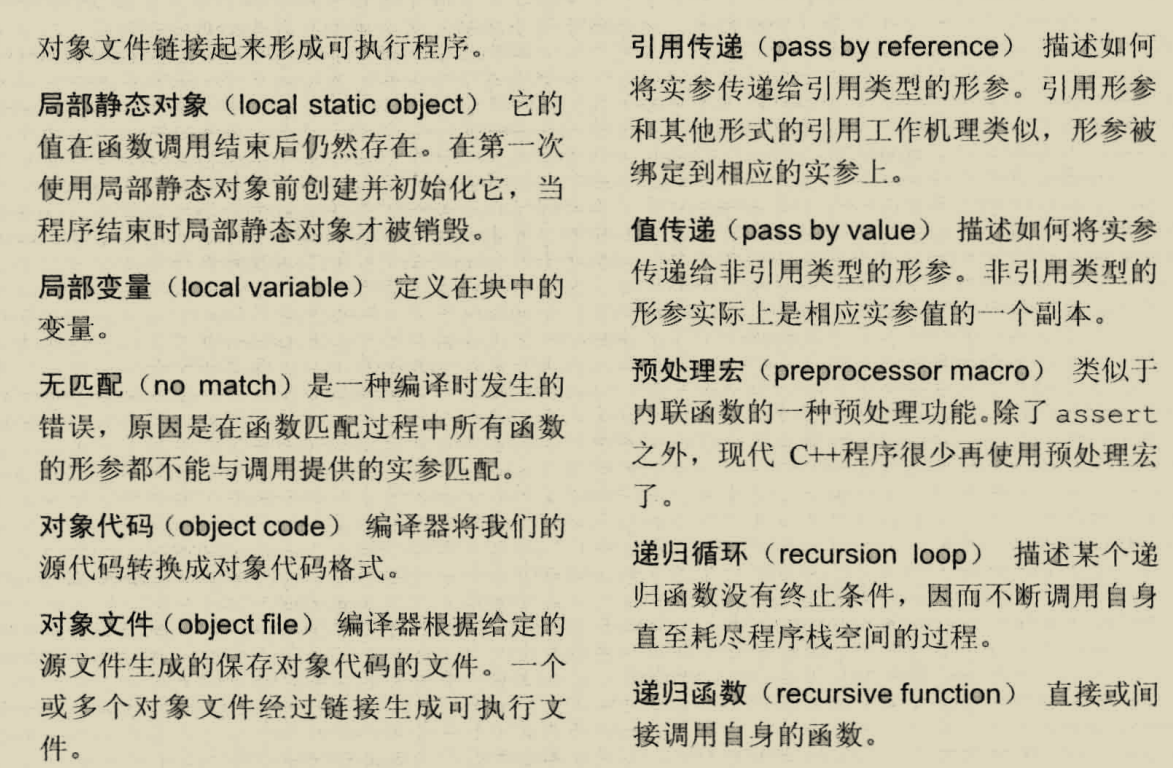 对象文件链接起来形成可执行程序。
局部静态对象（local static object） 它的
值在函数调用结束后仍然存在。在第一次
使用局部静态对象前创建并初始化它，当
程序结束时局部静态对象才被销毁。
局部变量（local variable） 定义在块中的
变量。
无匹配（no match）是一种编译时发生的
错误，原因是在函数匹配过程中所有函数
的形参都不能与调用提供的实参匹配。
对象代码（object code） 编译器将我们的
源代码转换成对象代码格式。
对象文件（object file） 编译器根据给定的
源文件生成的保存对象代码的文件。一个
或多个对象文件经过链接生成可执行文
件。
引用传递（pass by reference） 描述如何
将实参传递给引用类型的形参。引用形参
和其他形式的引用工作机理类似，形参被
绑定到相应的实参上。
值传递（pass by value） 描述如何将实参
传递给非引用类型的形参。非引用类型的
形参实际上是相应实参值的一个副本。
预处理宏（preprocessor macro） 类似于
内联函数的一种预处理功能。除了 assert
之外，现代 C++程序很少再使用预处理宏
了。
递归循环（recursion loop） 描述某个递
归函数没有终止条件，因而不断调用自身
直至耗尽程序栈空间的过程。
递归函数（recursive function） 直接或间
接调用自身的函数。